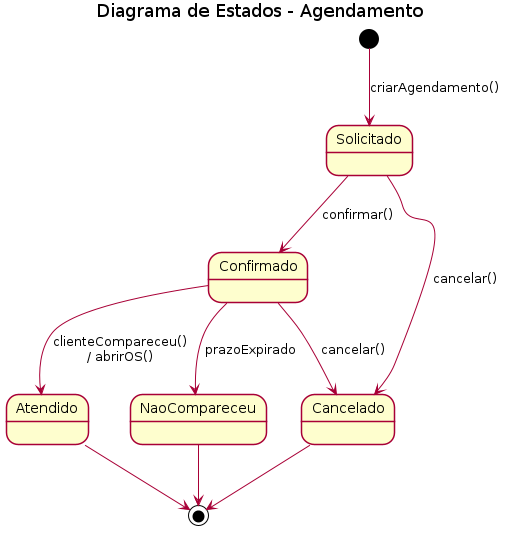 Diagrama de Estados - Agendamento
criarAgendamento()
Solicitado
confirmar()
cancelar()
Confirmado
clienteCompareceu()
/ abrirOS()
prazoExpirado
cancelar()
Atendido
NaoCompareceu
Cancelado